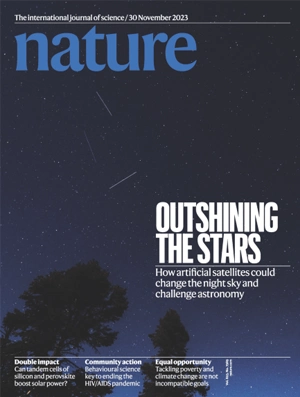 The international journal of science / 30 November 2023
nature
OUTSHINING
THE STARS
How artificial satellites could
change the night sky and
challenge astronomy
Double impact
Can tandem cells of
silicon and perovskite
boost solar power?
Community action
Behavioural science
key to ending the
HIV/AIDS pandemic
Equal opportunity
Tackling poverty and
climate change are not
incompatible goals